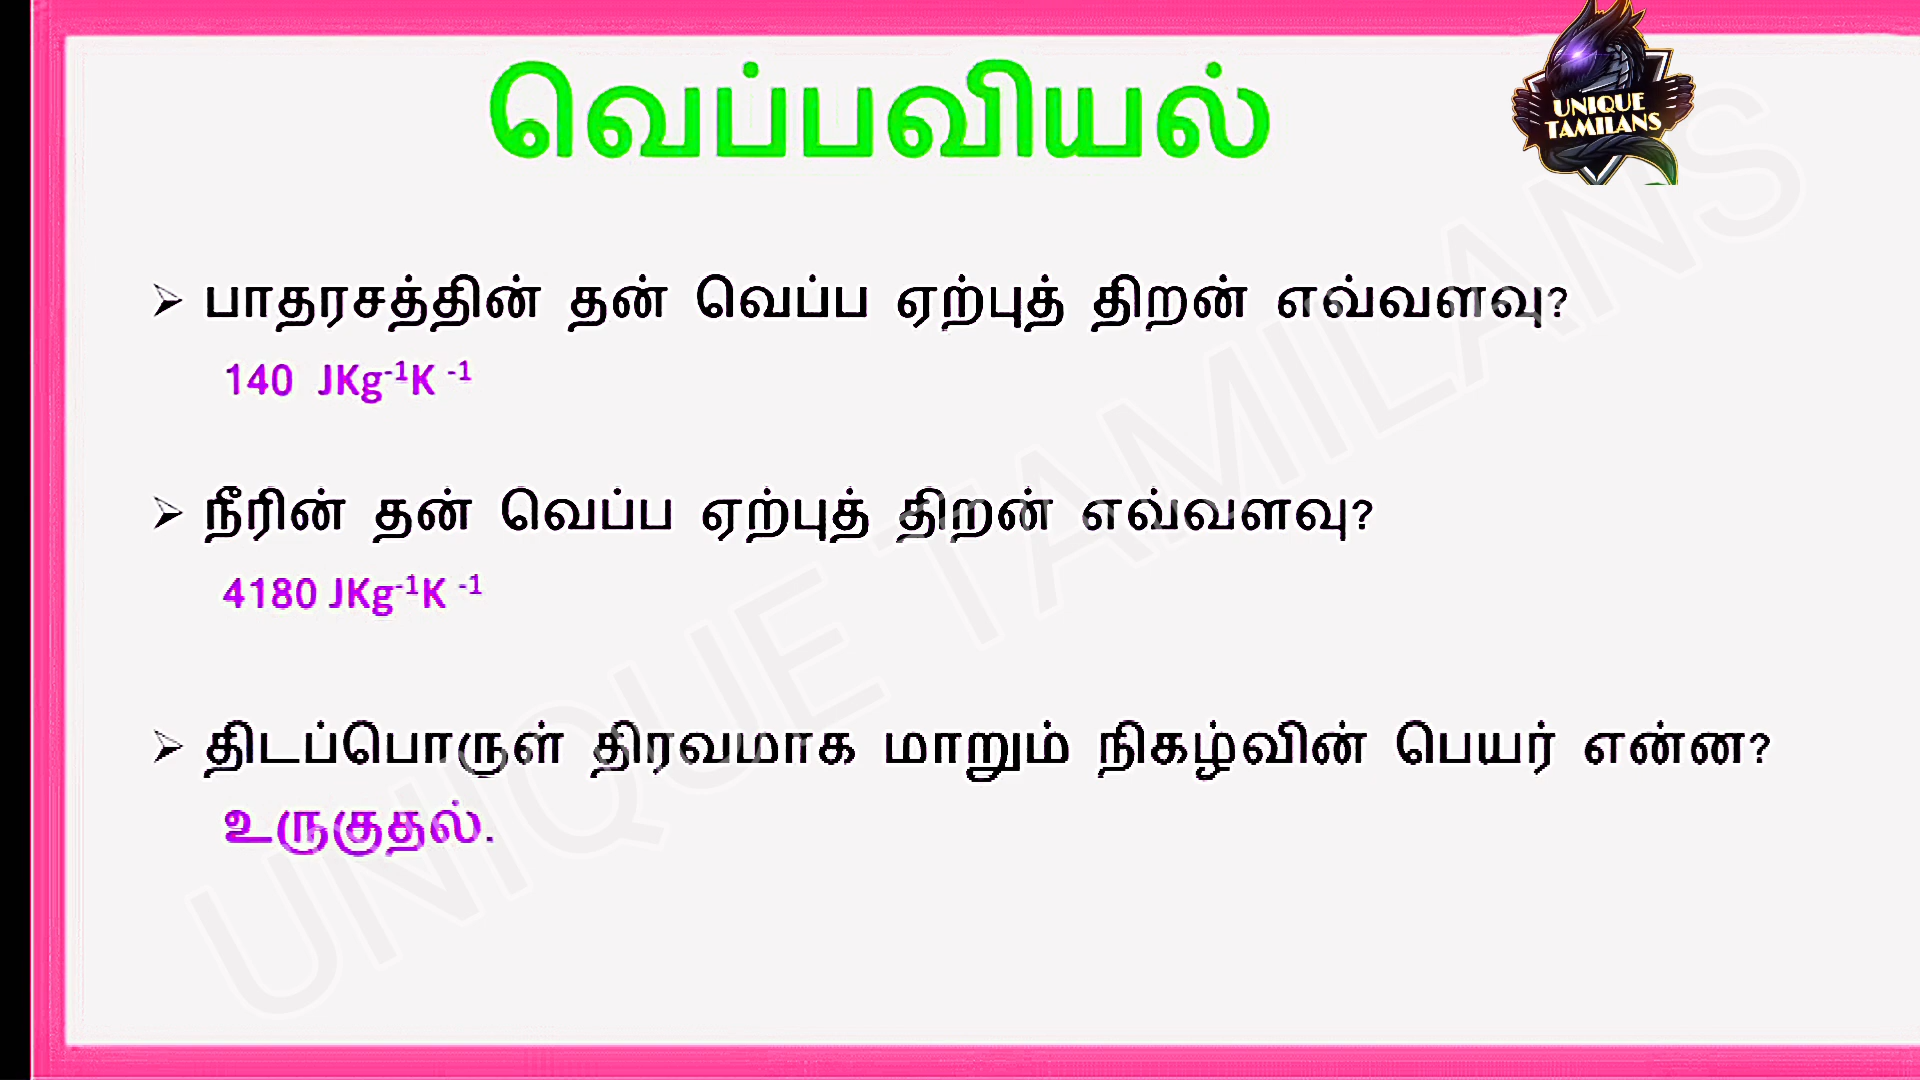 வெப்பவியல்
UNIQUE
TAMILANS
பாதரசத்தின் தன் வெப்ப ஏற்புத் திறன் எவ்வளவு?
140 JKg⁻¹K ⁻¹
நீரின் தன் வெப்ப ஏற்புத் திறன் எவ்வளவு?
4180 JKg⁻¹K ⁻¹
திடப்பொருள் திரவமாக மாறும் நிகழ்வின் பெயர் என்ன?
உருகுதல்.
UNIQUE TAMILANS